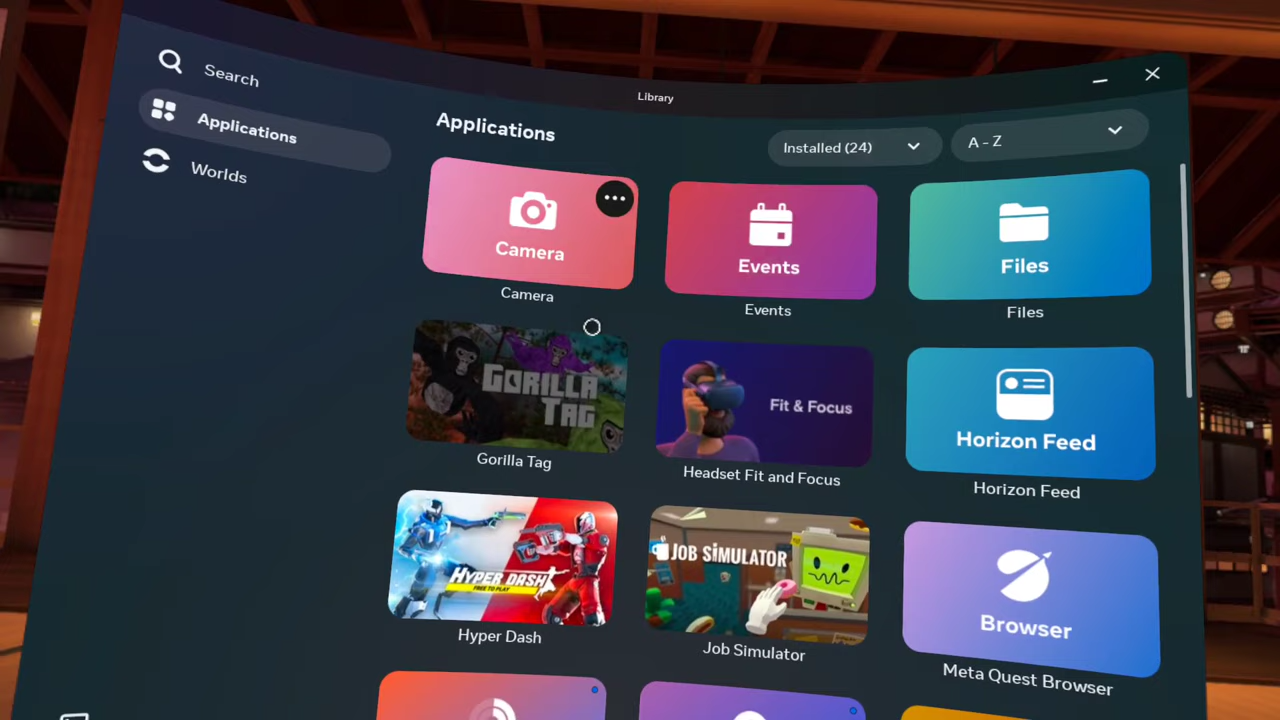 Library
Search
Applications
Worlds
Applications
Installed (24)
A - Z
Camera
Camera
Events
Events
Files
Files
GORILLA
TAG
Gorilla Tag
Fit & Focus
Headset Fit and Focus
Horizon Feed
Horizon Feed
HYPER DASH
FREE TO PLAY
Hyper Dash
JOB SIMULATOR
Job Simulator
Browser
Meta Quest Browser